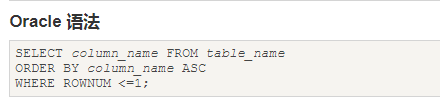 Oracle 语法
SELECT column_name FROM table_name
ORDER BY column_name ASC
WHERE ROWNUM <=1;